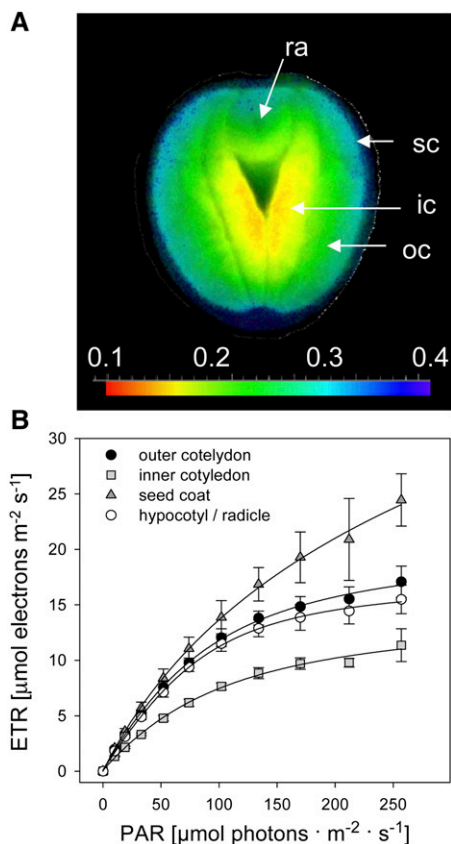 A
ra
sc
ic
oc
0.1 0.2 0.3 0.4
B
30
25
20
15
10
5
0
ETR [µmol electrons m-2 s-1]
outer cotelydon
inner cotyledon
seed coat
hypocotyl / radicle
0 50 100 150 200 250 300
PAR [µmol photons · m-2 · s-1]